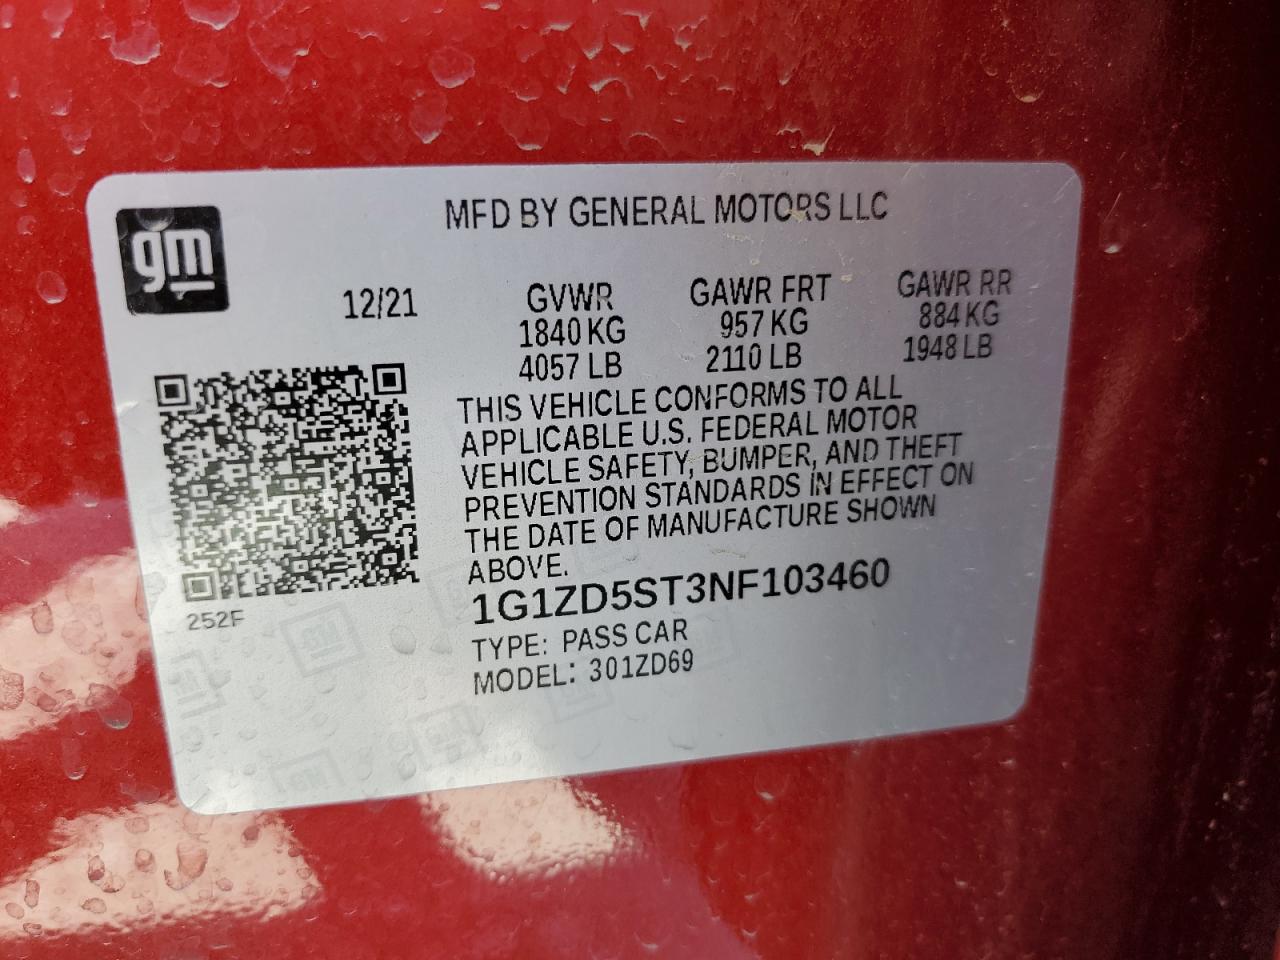 gm
MFD BY GENERAL MOTORS LLC
12/21
GVWR
1840 KG
4057 LB
GAWR FRT
957 KG
2110 LB
GAWR RR
884 KG
1948 LB
THIS VEHICLE CONFORMS TO ALL
APPLICABLE U.S. FEDERAL MOTOR
VEHICLE SAFETY, BUMPER, AND THEFT
PREVENTION STANDARDS IN EFFECT ON
THE DATE OF MANUFACTURE SHOWN
ABOVE.
1G1ZD5ST3NF103460
TYPE: PASS CAR
MODEL: 301ZD69
252F